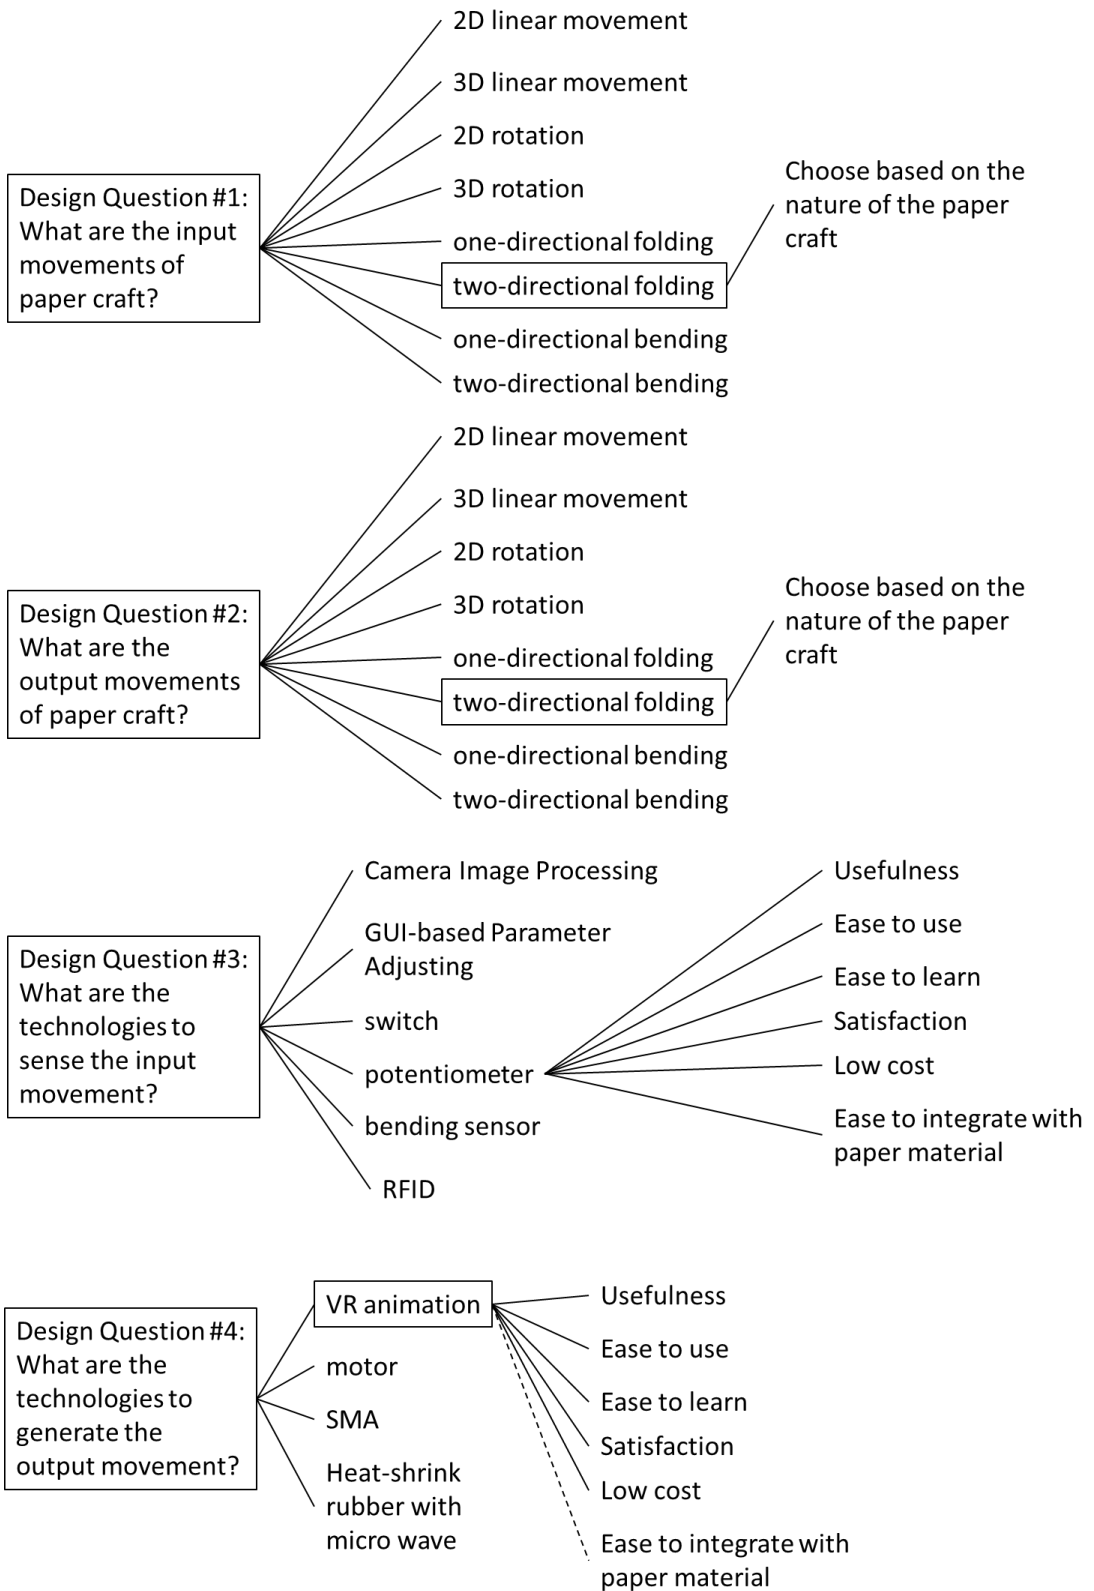 Design Question #1:
What are the input
movements of
paper craft?
2D linear movement
3D linear movement
2D rotation
3D rotation
one-directional folding
two-directional folding
one-directional bending
two-directional bending
Choose based on the
nature of the paper
craft
Design Question #2:
What are the
output movements
of paper craft?
2D linear movement
3D linear movement
2D rotation
3D rotation
one-directional folding
two-directional folding
one-directional bending
two-directional bending
Choose based on the
nature of the paper
craft
Design Question #3:
What are the
technologies to
sense the input
movement?
Camera Image Processing
GUI-based Parameter
Adjusting
switch
potentiometer
bending sensor
RFID
Usefulness
Ease to use
Ease to learn
Satisfaction
Low cost
Ease to integrate with
paper material
Design Question #4:
What are the
technologies to
generate the
output movement?
VR animation
motor
SMA
Heat-shrink
rubber with
micro wave
Usefulness
Ease to use
Ease to learn
Satisfaction
Low cost
Ease to integrate with
paper material